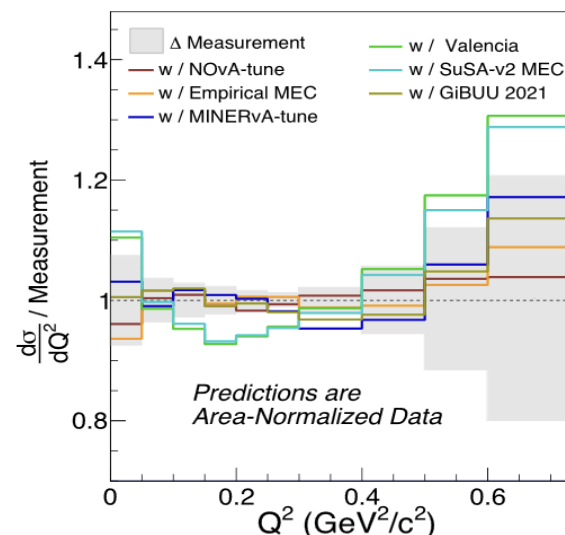 Δ Measurement
w/ NOvA-tune
w/ Empirical MEC
w/ MINERvA-tune
w/ Valencia
w/ SuSA-v2 MEC
w/ GiBUU 2021
1.4
1.2
1
0.8
dσ/dQ² / Measurement
Predictions are
Area-Normalized Data
0 0.2 0.4 0.6
Q² (GeV²/c²)